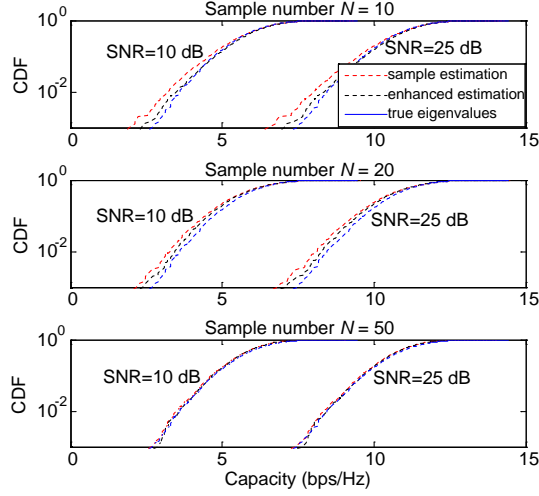 Sample number N = 10
10^0
SNR=10 dB
SNR=25 dB
CDF
sample estimation
enhanced estimation
true eigenvalues
10^-2
0 5 10 15
Sample number N = 20
10^0
SNR=10 dB
SNR=25 dB
CDF
10^-2
0 5 10 15
Sample number N = 50
10^0
SNR=10 dB
SNR=25 dB
CDF
10^-2
0 5 10 15
Capacity (bps/Hz)